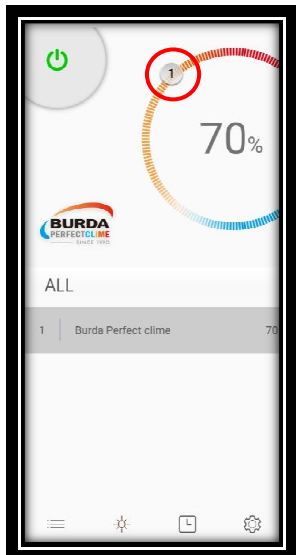 1
70%
BURDA
PERFECTCLIME
SINCE 1980
ALL
1 Burda Perfect clime 70